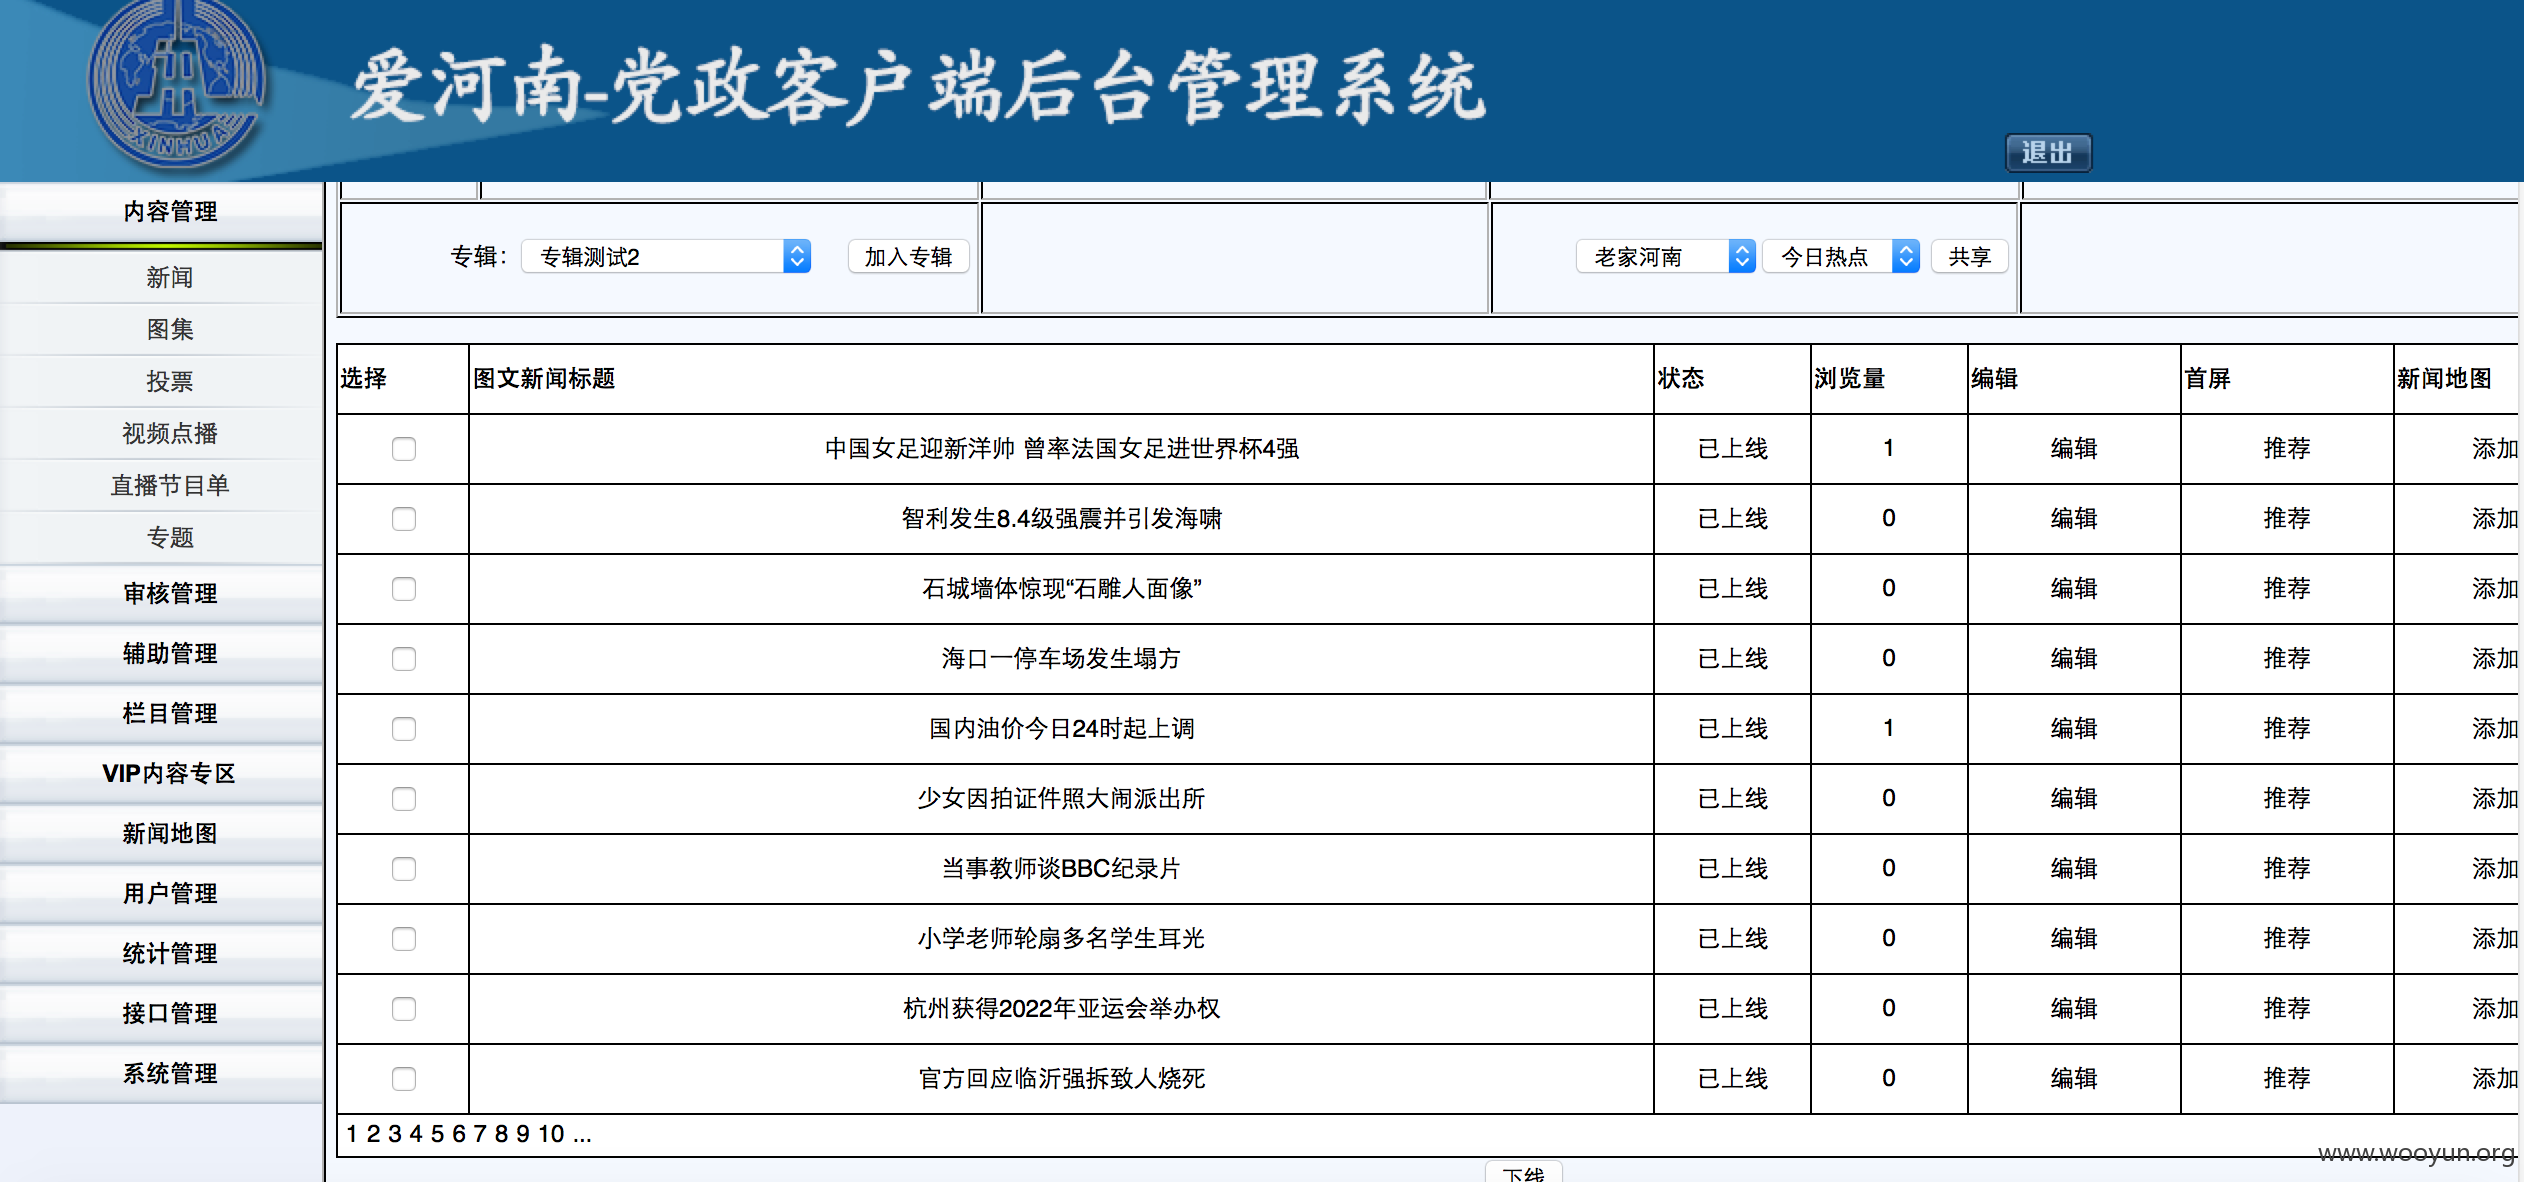 XINHUA
爱河南-党政客户端后台管理系统
退出
内容管理
新闻
图集
投票
视频点播
直播节目单
专题
审核管理
辅助管理
栏目管理
VIP内容专区
新闻地图
用户管理
统计管理
接口管理
系统管理
专辑: 专辑测试2 加入专辑 老家河南 今日热点 共享
选择 图文新闻标题 状态 浏览量 编辑 首屏 新闻地图
中国女足迎新洋帅 曾率法国女足进世界杯4强 已上线 1 编辑 推荐 添加
智利发生8.4级强震并引发海啸 已上线 0 编辑 推荐 添加
石城墙体惊现“石雕人面像” 已上线 0 编辑 推荐 添加
海口一停车场发生塌方 已上线 0 编辑 推荐 添加
国内油价今日24时起上调 已上线 1 编辑 推荐 添加
少女因拍证件照大闹派出所 已上线 0 编辑 推荐 添加
当事教师谈BBC纪录片 已上线 0 编辑 推荐 添加
小学老师轮扇多名学生耳光 已上线 0 编辑 推荐 添加
杭州获得2022年亚运会举办权 已上线 0 编辑 推荐 添加
官方回应临沂强拆致人烧死 已上线 0 编辑 推荐 添加
1 2 3 4 5 6 7 8 9 10 ...
下线
www.wooyun.org